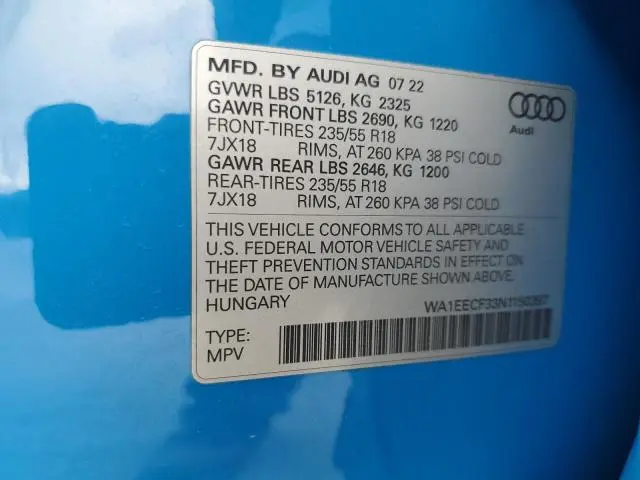 MFD. BY AUDI AG 07 22
GVWR LBS 5126, KG 2325
GAWR FRONT LBS 2690, KG 1220
FRONT-TIRES 235/55 R18
7JX18 RIMS, AT 260 KPA 38 PSI COLD
GAWR REAR LBS 2646, KG 1200
REAR-TIRES 235/55 R18
7JX18 RIMS, AT 260 KPA 38 PSI COLD
Audi
THIS VEHICLE CONFORMS TO ALL APPLICABLE
U.S. FEDERAL MOTOR VEHICLE SAFETY AND
THEFT PREVENTION STANDARDS IN EFFECT ON
THE DATE OF MANUFACTURE SHOWN ABOVE.
HUNGARY
TYPE:
MPV